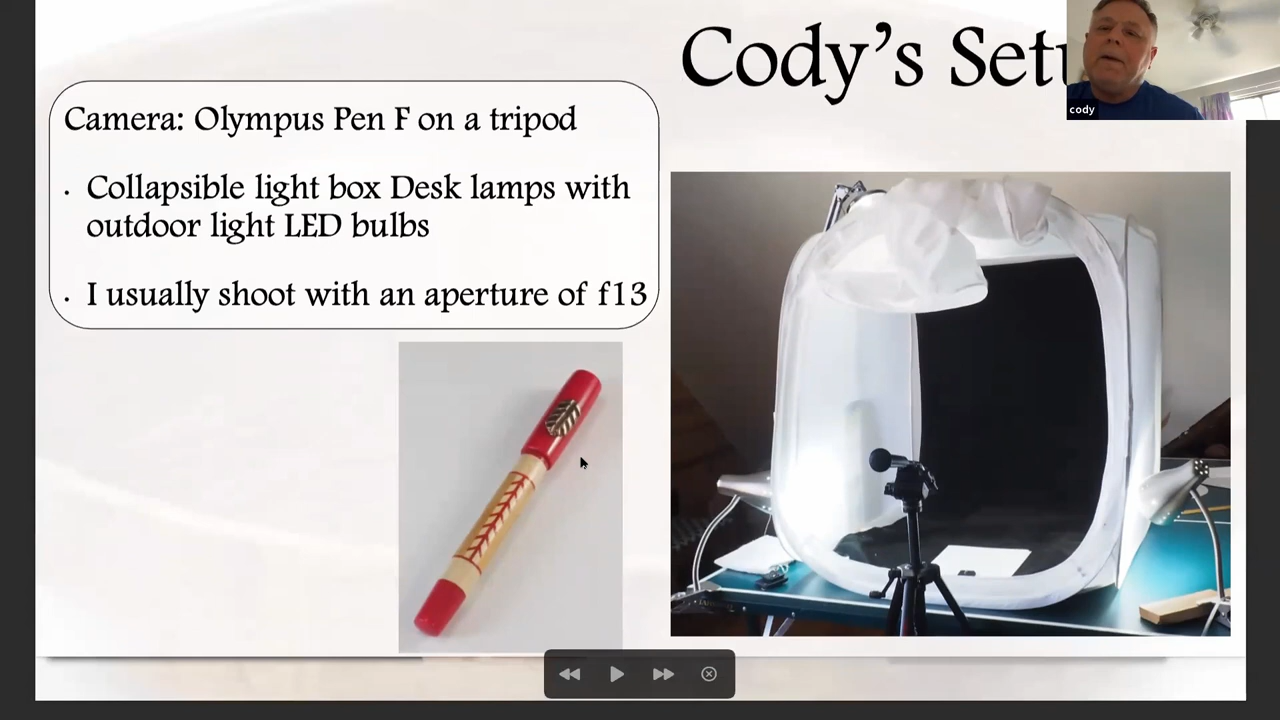 Cody's Setu
cody
Camera: Olympus Pen F on a tripod
· Collapsible light box Desk lamps with
outdoor light LED bulbs
· I usually shoot with an aperture of f13